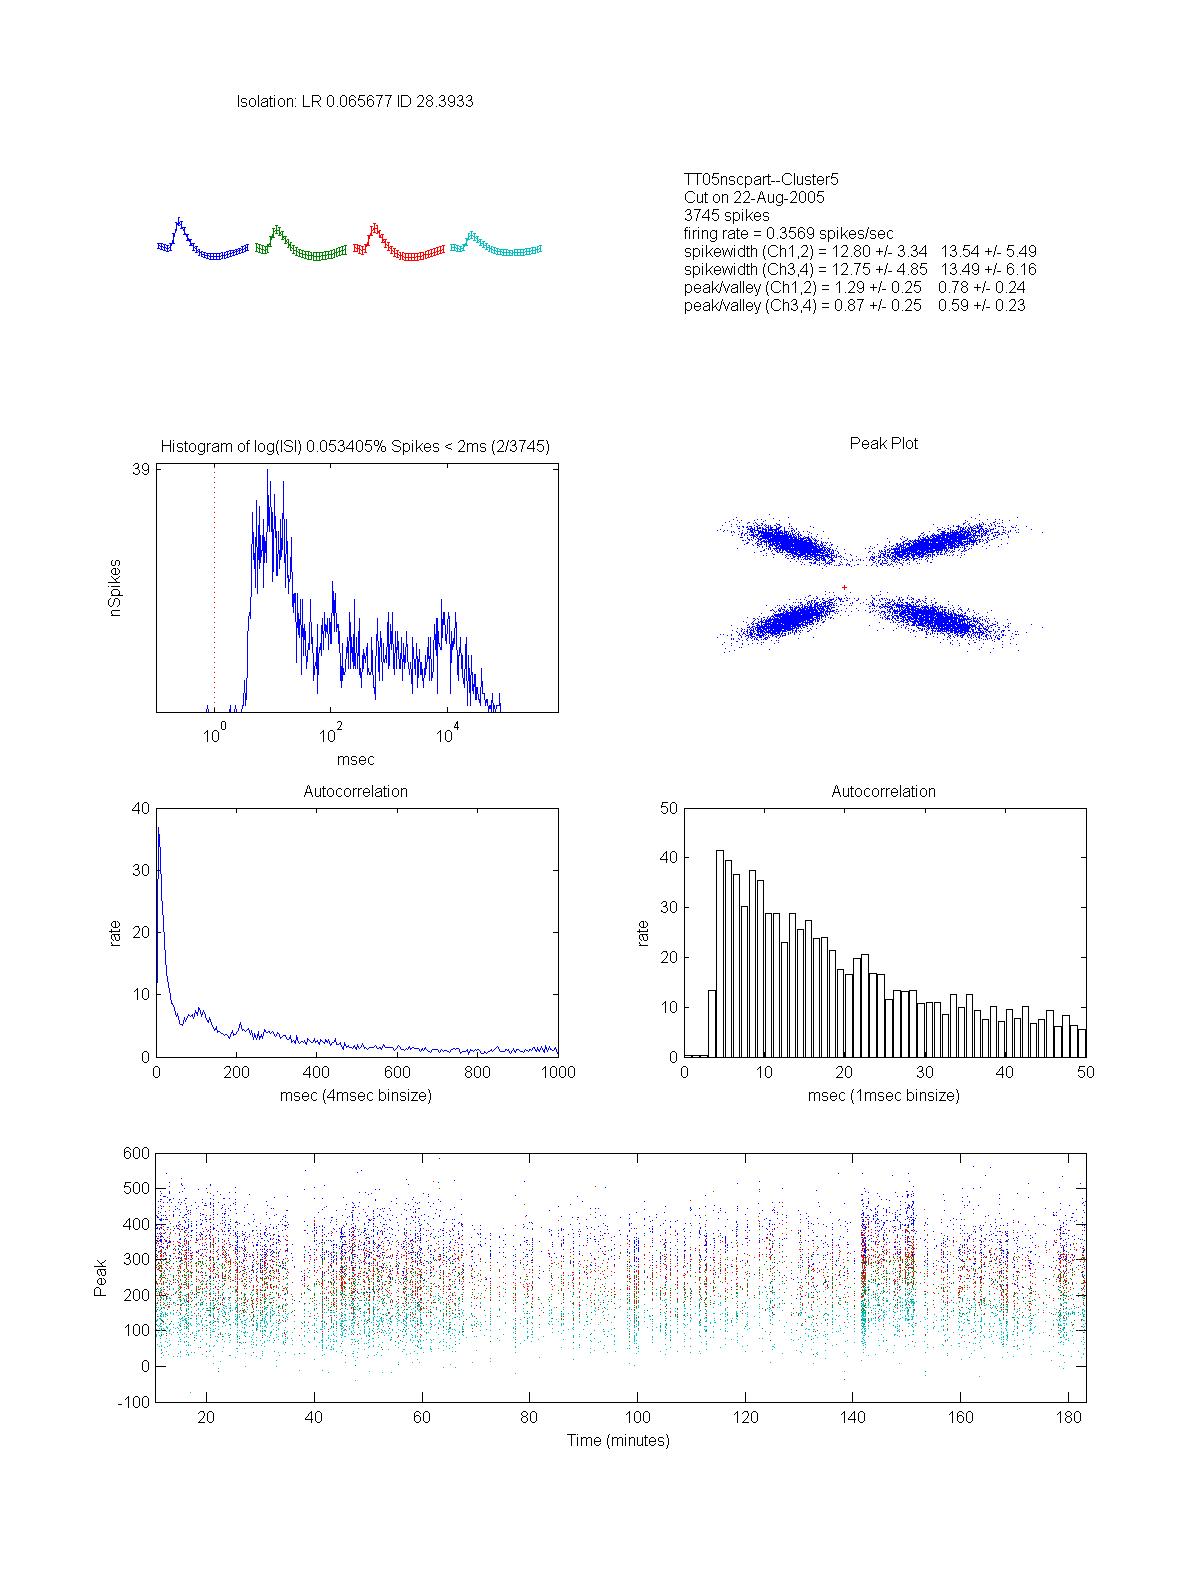 Isolation: LR 0.065677 ID 28.3933
TT05nscpart--Cluster5
Cut on 22-Aug-2005
3745 spikes
firing rate = 0.3569 spikes/sec
spikewidth (Ch1,2) = 12.80 +/- 3.34 13.54 +/- 5.49
spikewidth (Ch3,4) = 12.75 +/- 4.85 13.49 +/- 6.16
peak/valley (Ch1,2) = 1.29 +/- 0.25 0.78 +/- 0.24
peak/valley (Ch3,4) = 0.87 +/- 0.25 0.59 +/- 0.23
Histogram of log(ISI) 0.053405% Spikes < 2ms (2/3745)
39
nSpikes
10^0 10^2 10^4
msec
Peak Plot
Autocorrelation
40
30
20
10
0
rate
0 200 400 600 800 1000
msec (4msec binsize)
Autocorrelation
50
40
30
20
10
0
rate
0 10 20 30 40 50
msec (1msec binsize)
600
500
400
300
200
100
0
-100
Peak
20 40 60 80 100 120 140 160 180
Time (minutes)